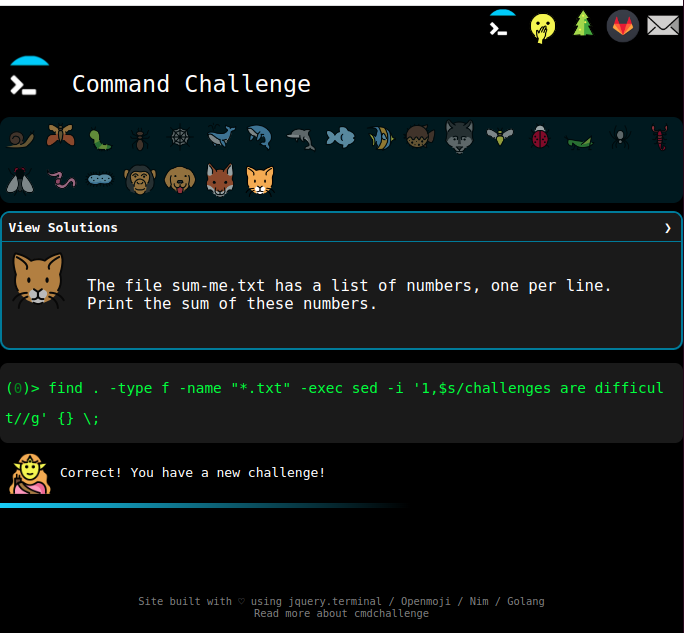 Command Challenge
View Solutions ❯
The file sum-me.txt has a list of numbers, one per line.
Print the sum of these numbers.
(0)> find . -type f -name "*.txt" -exec sed -i '1,$s/challenges are difficul
t//g' {} \;
Correct! You have a new challenge!
Site built with ♡ using jquery.terminal / Openmoji / Nim / Golang
Read more about cmdchallenge